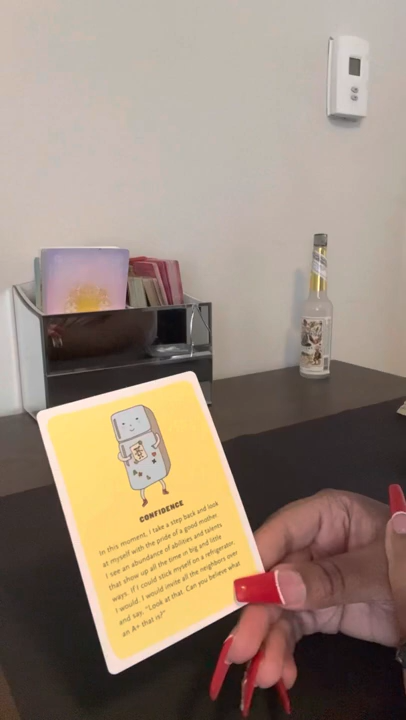 CONFIDENCE
In this moment, I take a step back and look
at myself with the pride of a good mother.
I see an abundance of abilities and talents
that show up all the time in big and little
ways. If I could stick myself on a refrigerator,
I would. I would invite all the neighbors over
and say, "Look at that. Can you believe what
an A+ that is?"